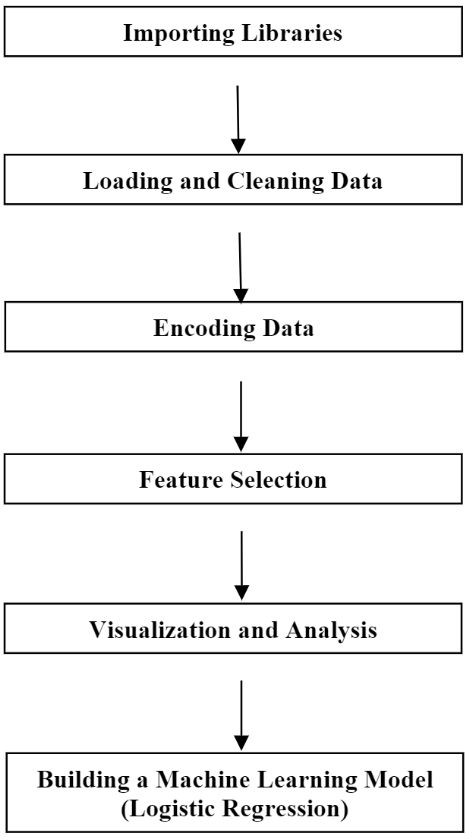 Importing Libraries
Loading and Cleaning Data
Encoding Data
Feature Selection
Visualization and Analysis
Building a Machine Learning Model
(Logistic Regression)